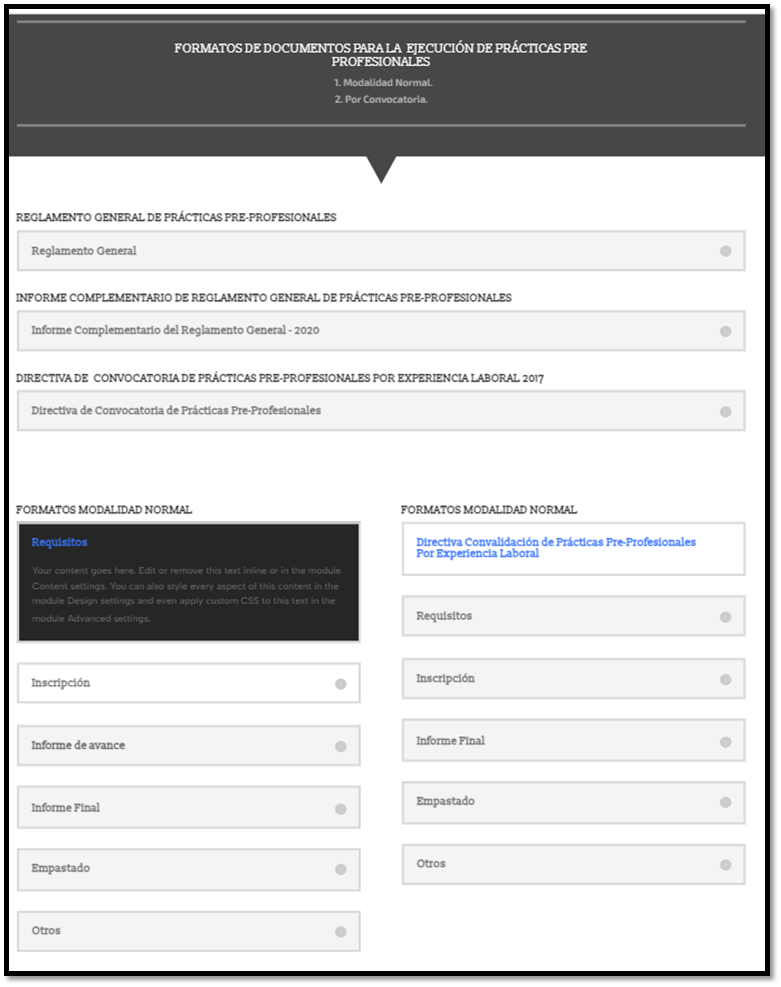 FORMATOS DE DOCUMENTOS PARA LA EJECUCIÓN DE PRÁCTICAS PRE
PROFESIONALES
1. Modalidad Normal.
2. Por Convocatoria.
REGLAMENTO GENERAL DE PRÁCTICAS PRE-PROFESIONALES
Reglamento General
INFORME COMPLEMENTARIO DE REGLAMENTO GENERAL DE PRÁCTICAS PRE-PROFESIONALES
Informe Complementario del Reglamento General - 2020
DIRECTIVA DE CONVOCATORIA DE PRÁCTICAS PRE-PROFESIONALES POR EXPERIENCIA LABORAL 2017
Directiva de Convocatoria de Prácticas Pre-Profesionales
FORMATOS MODALIDAD NORMAL
Requisitos
Your content goes here. Edit or remove this text inline or in the module
Content settings. You can also style every aspect of this content in the
module Design settings and even apply custom CSS to this text in the
module Advanced settings.
Inscripción
Informe de avance
Informe Final
Empastado
Otros
FORMATOS MODALIDAD NORMAL
Directiva Convalidación de Prácticas Pre-Profesionales
Por Experiencia Laboral
Requisitos
Inscripción
Informe Final
Empastado
Otros